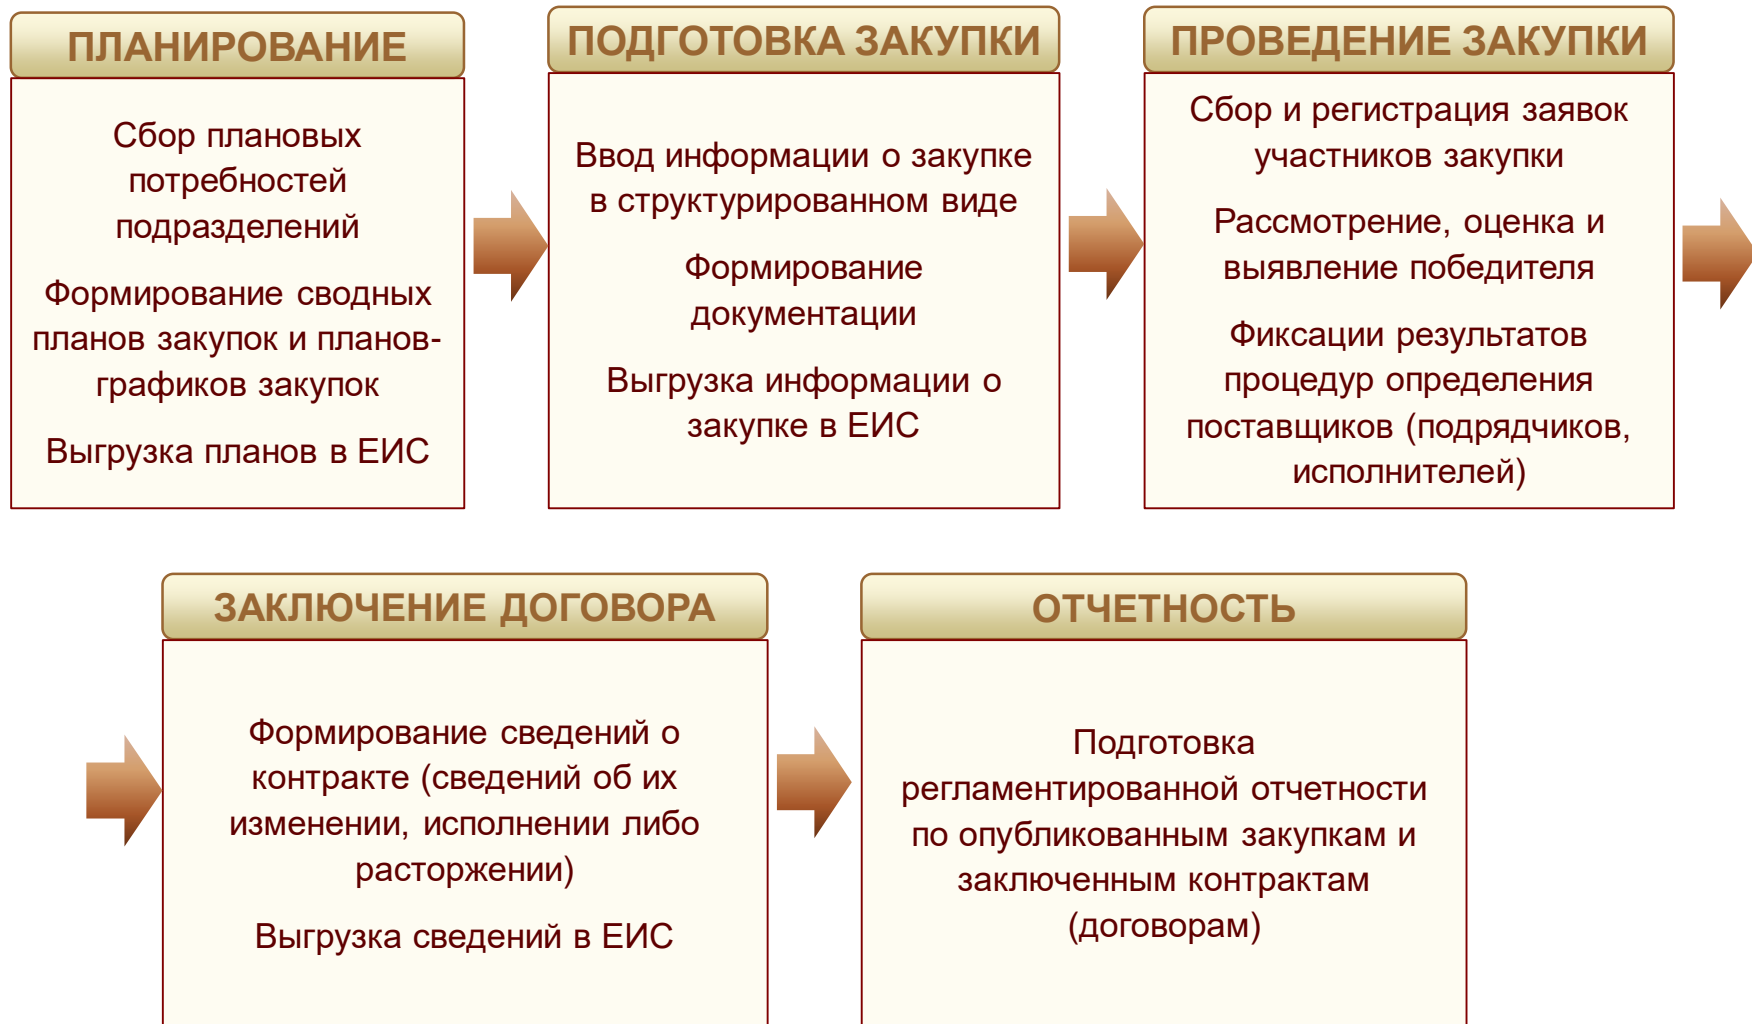 ПЛАНИРОВАНИЕ
Сбор плановых
потребностей
подразделений
Формирование сводных
планов закупок и планов-
графиков закупок
Выгрузка планов в ЕИС
ПОДГОТОВКА ЗАКУПКИ
Ввод информации о закупке
в структурированном виде
Формирование
документации
Выгрузка информации о
закупке в ЕИС
ПРОВЕДЕНИЕ ЗАКУПКИ
Сбор и регистрация заявок
участников закупки
Рассмотрение, оценка и
выявление победителя
Фиксации результатов
процедур определения
поставщиков (подрядчиков,
исполнителей)
ЗАКЛЮЧЕНИЕ ДОГОВОРА
Формирование сведений о
контракте (сведений об их
изменении, исполнении либо
расторжении)
Выгрузка сведений в ЕИС
ОТЧЕТНОСТЬ
Подготовка
регламентированной отчетности
по опубликованным закупкам и
заключенным контрактам
(договорам)